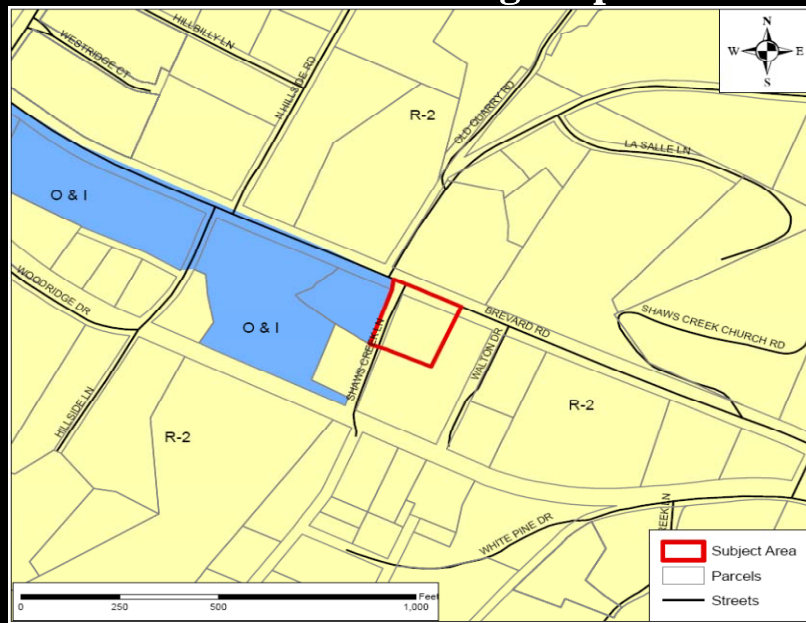 N
W E
S
HILLBILLY LN
WESTRIDGE CT
N HILLSIDE RD
R-2
OLD QUARRY RD
LA SALLE LN
O & I
WOODRIDGE DR
O & I
SHAWS CREEK LN
BREVARD RD
WALTON DR
SHAWS CREEK CHURCH RD
HILLSIDE LN
R-2
R-2
WHITE PINE DR
Subject Area
Parcels
Streets
Feet
0 250 500 1,000